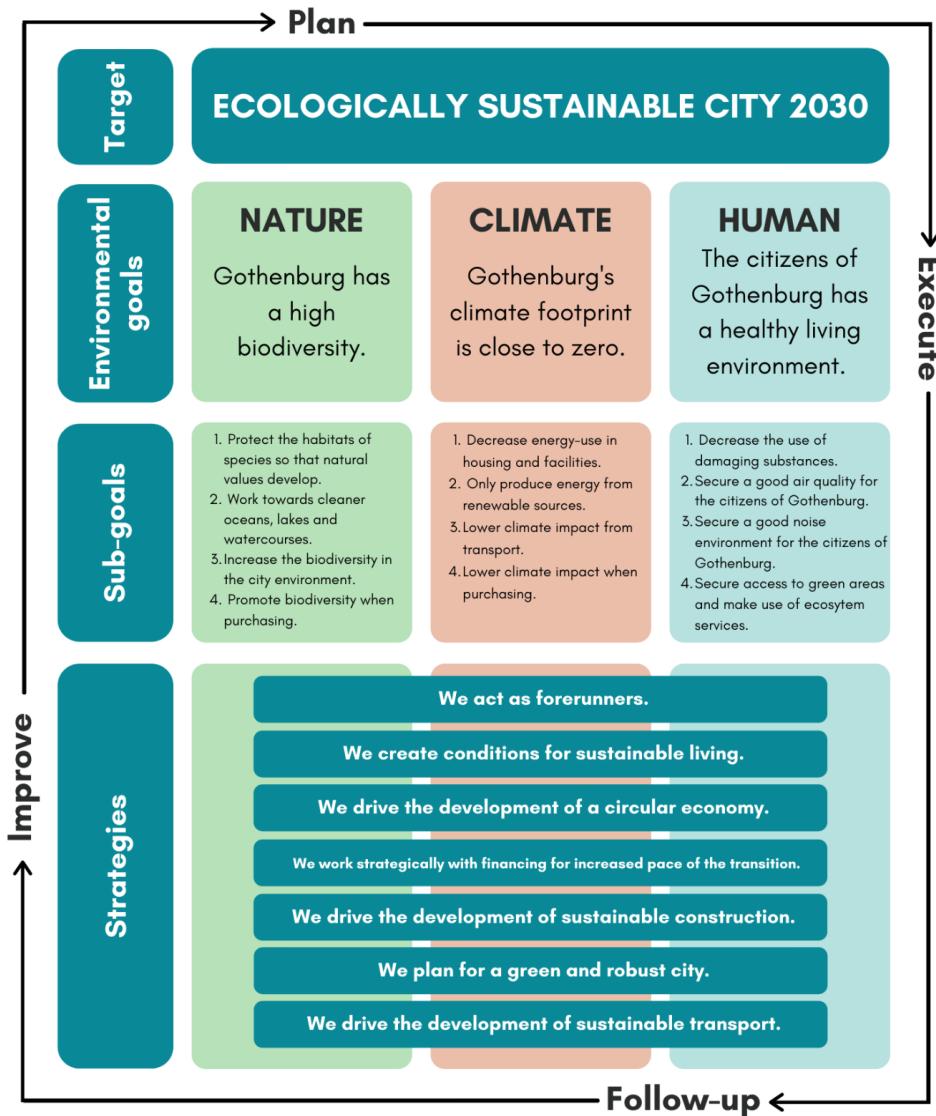 Plan
Target
ECOLOGICALLY SUSTAINABLE CITY 2030
Environmental
goals
NATURE
Gothenburg has
a high
biodiversity.
CLIMATE
Gothenburg's
climate footprint
is close to zero.
HUMAN
The citizens of
Gothenburg has
a healthy living
environment.
Execute
Sub-goals
1. Protect the habitats of
species so that natural
values develop.
2. Work towards cleaner
oceans, lakes and
watercourses.
3. Increase the biodiversity in
the city environment.
4. Promote biodiversity when
purchasing.
1. Decrease energy-use in
housing and facilities.
2. Only produce energy from
renewable sources.
3. Lower climate impact from
transport.
4. Lower climate impact when
purchasing.
1. Decrease the use of
damaging substances.
2. Secure a good air quality for
the citizens of Gothenburg.
3. Secure a good noise
environment for the citizens of
Gothenburg.
4. Secure access to green areas
and make use of ecosytem
services.
Strategies
We act as forerunners.
We create conditions for sustainable living.
We drive the development of a circular economy.
We work strategically with financing for increased pace of the transition.
We drive the development of sustainable construction.
We plan for a green and robust city.
We drive the development of sustainable transport.
Follow-up
Improve